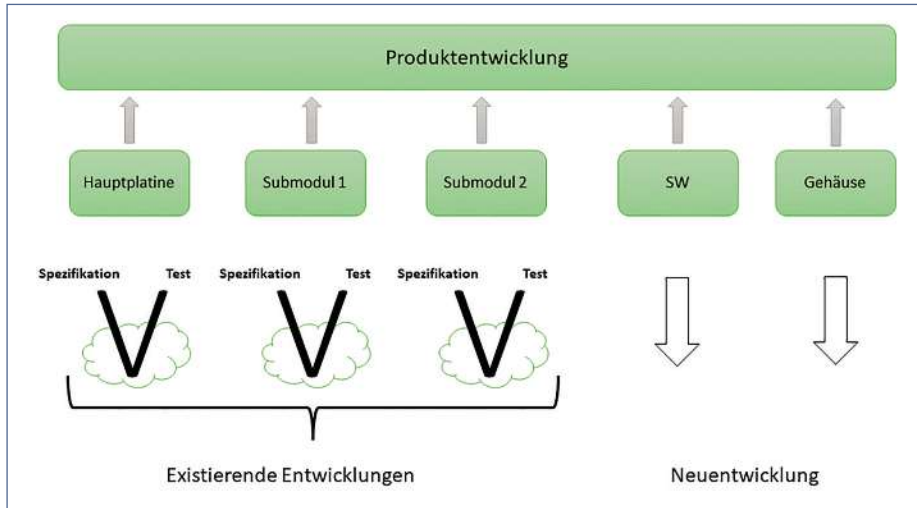 Produktentwicklung
Hauptplatine
Submodul 1
Submodul 2
SW
Gehäuse
Spezifikation Test Spezifikation Test Spezifikation Test
Existierende Entwicklungen
Neuentwicklung